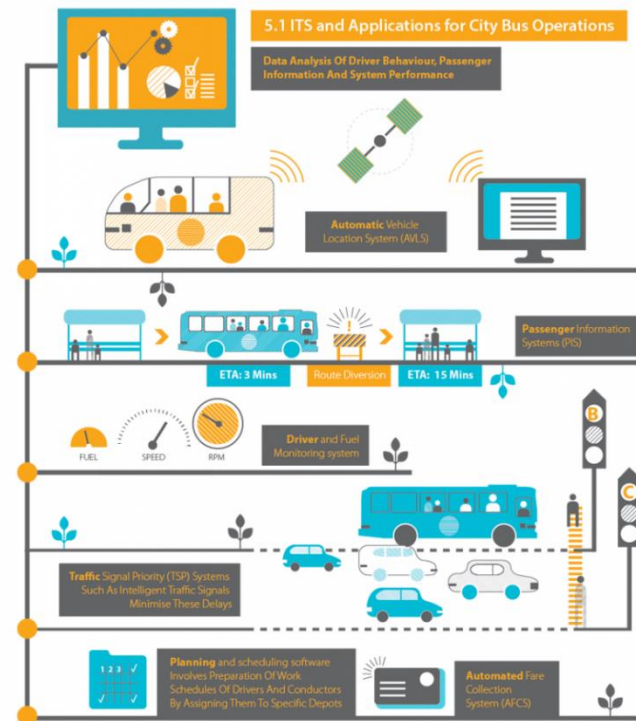 5.1 ITS and Applications for City Bus Operations
Data Analysis Of Driver Behaviour, Passenger
Information And System Performance
Automatic Vehicle
Location System (AVLS)
Passenger Information
Systems (PIS)
ETA: 3 Mins
Route Diversion
ETA: 15 Mins
FUEL
SPEED
RPM
Driver and Fuel
Monitoring system
B
C
Traffic Signal Priority (TSP) Systems
Such As Intelligent Traffic Signals
Minimise These Delays
1 2 3
Planning and scheduling software
Involves Preparation Of Work
Schedules Of Drivers And Conductors
By Assigning Them To Specific Depots
Automated Fare
Collection
System (AFCS)